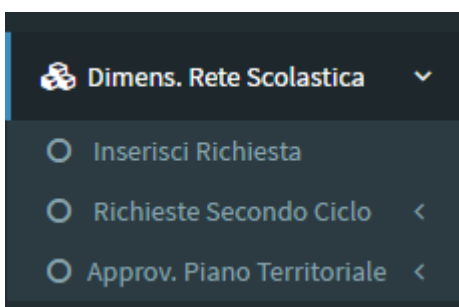 Dimens. Rete Scolastica
Inserisci Richiesta
Richieste Secondo Ciclo
Approv. Piano Territoriale